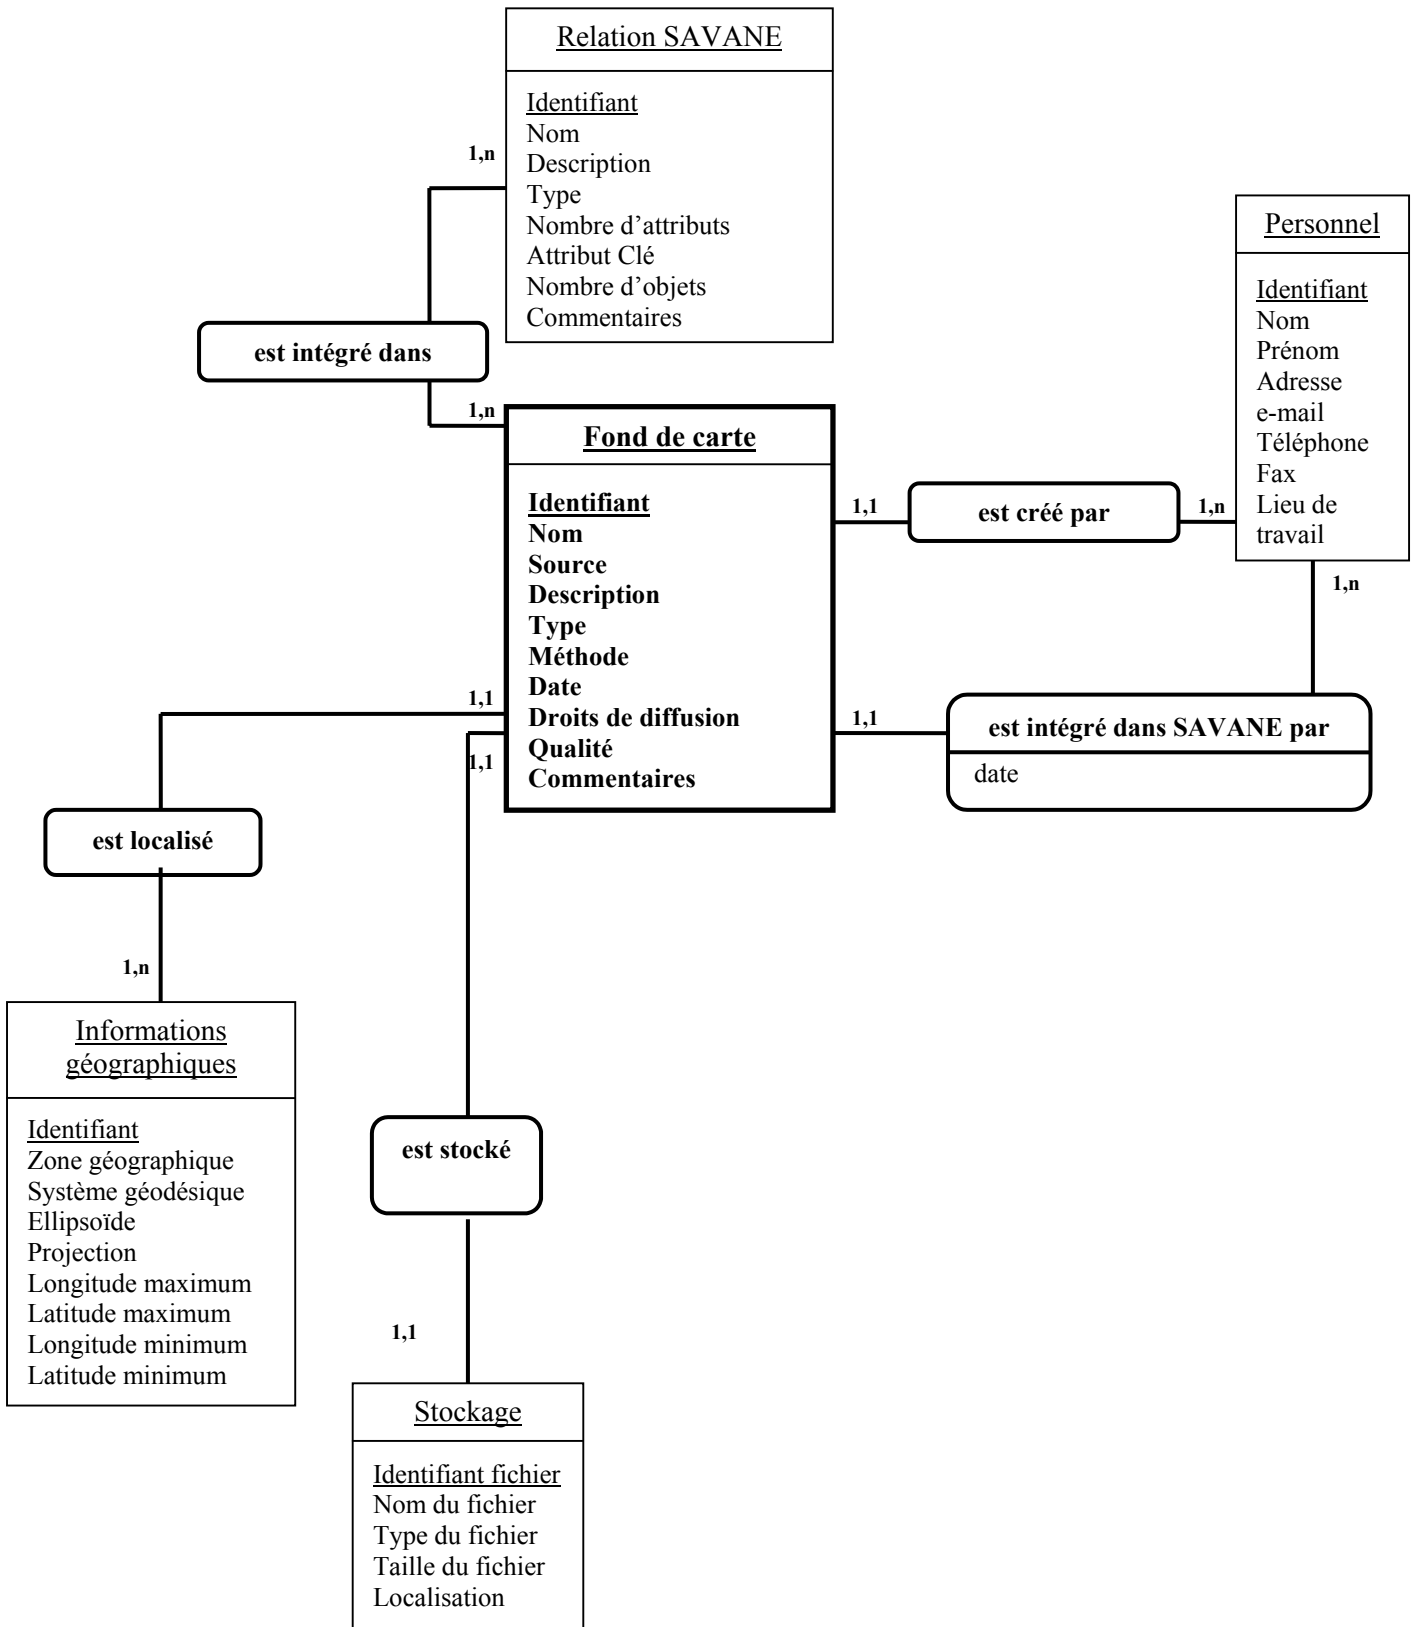 Relation SAVANE
Identifiant
Nom
Description
Type
Nombre d’attributs
Attribut Clé
Nombre d’objets
Commentaires
1,n
est intégré dans
1,n
Personnel
Identifiant
Nom
Prénom
Adresse
e-mail
Téléphone
Fax
Lieu de
travail
Fond de carte
Identifiant
Nom
Source
Description
Type
Méthode
Date
Droits de diffusion
Qualité
Commentaires
1,1
est créé par
1,n
1,n
1,1
est intégré dans SAVANE par
date
1,1
1,1
est localisé
1,n
Informations
géographiques
Identifiant
Zone géographique
Système géodésique
Ellipsoïde
Projection
Longitude maximum
Latitude maximum
Longitude minimum
Latitude minimum
est stocké
1,1
Stockage
Identifiant fichier
Nom du fichier
Type du fichier
Taille du fichier
Localisation